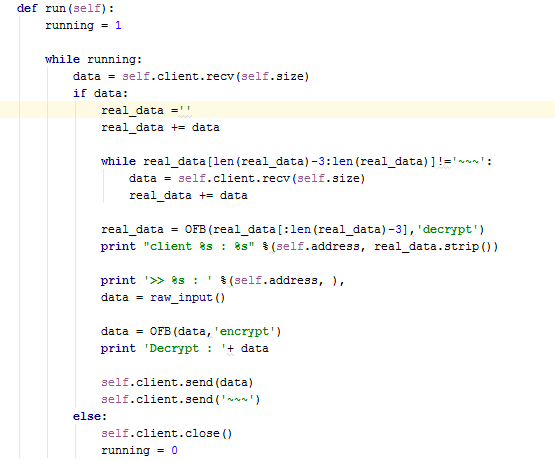 def run(self):
    running = 1

    while running:
        data = self.client.recv(self.size)
        if data:
            real_data =''
            real_data += data

            while real_data[len(real_data)-3:len(real_data)]!='~~~':
                data = self.client.recv(self.size)
                real_data += data

            real_data = OFB(real_data[:len(real_data)-3],'decrypt')
            print "client %s : %s" %(self.address, real_data.strip())

            print '>> %s : ' %(self.address, ),
            data = raw_input()

            data = OFB(data,'encrypt')
            print 'Decrypt : '+ data

            self.client.send(data)
            self.client.send('~~~')
        else:
            self.client.close()
            running = 0